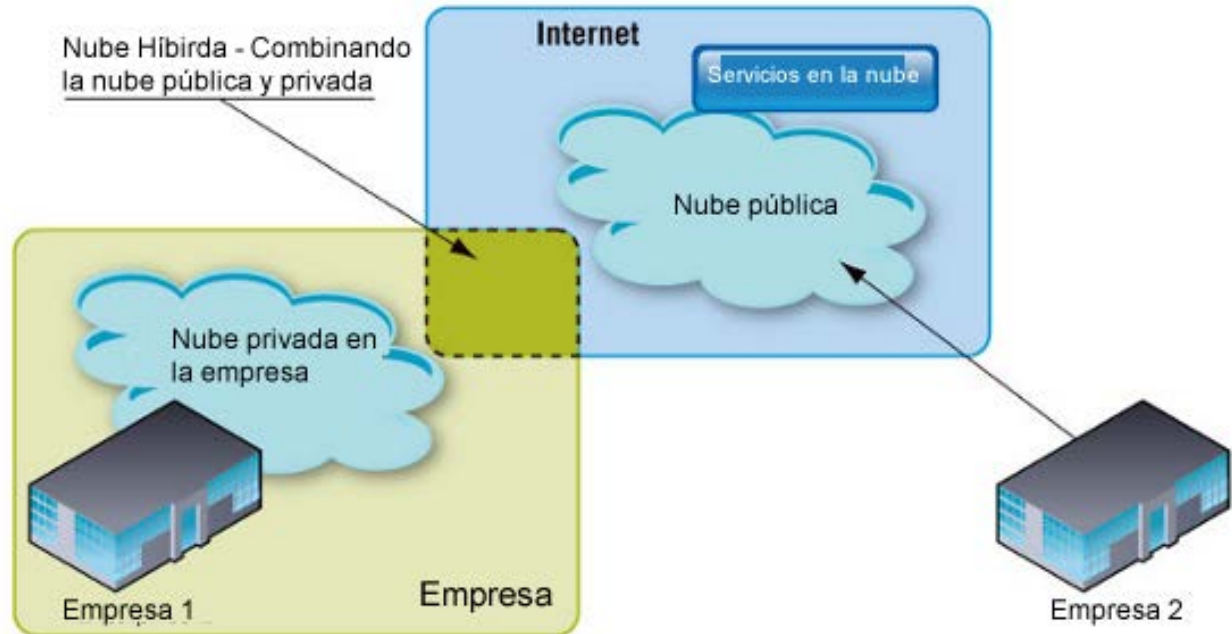 Nube Híbirda - Combinando
la nube pública y privada
Internet
Servicios en la nube
Nube pública
Nube privada en
la empresa
Empresa 1
Empresa
Empresa 2